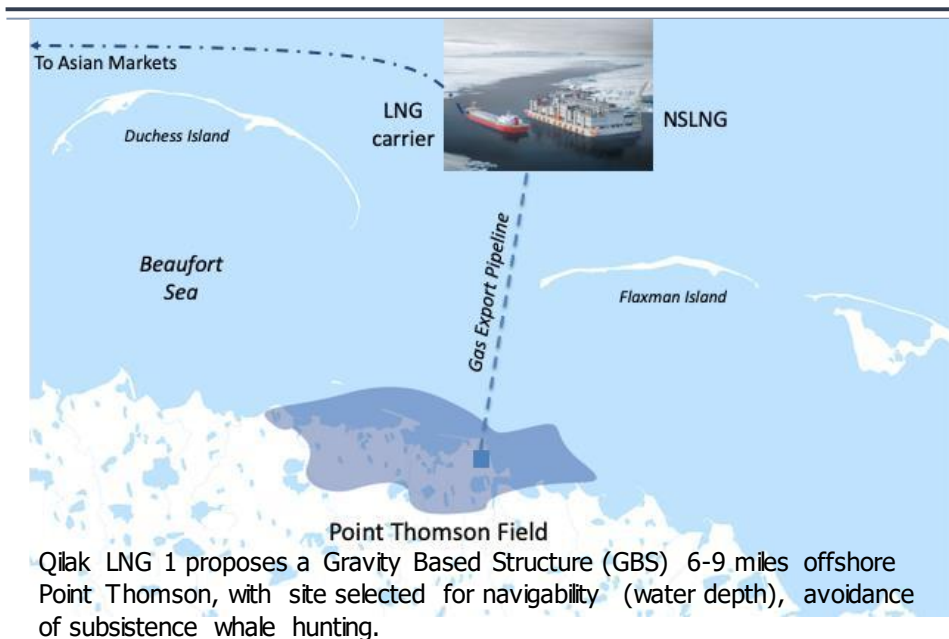 To Asian Markets
LNG
carrier
NSLNG
Duchess Island
Beaufort
Sea
Gas Export Pipeline
Flaxman Island
Point Thomson Field
Qilak LNG 1 proposes a Gravity Based Structure (GBS) 6-9 miles offshore
Point Thomson, with site selected for navigability (water depth), avoidance
of subsistence whale hunting.